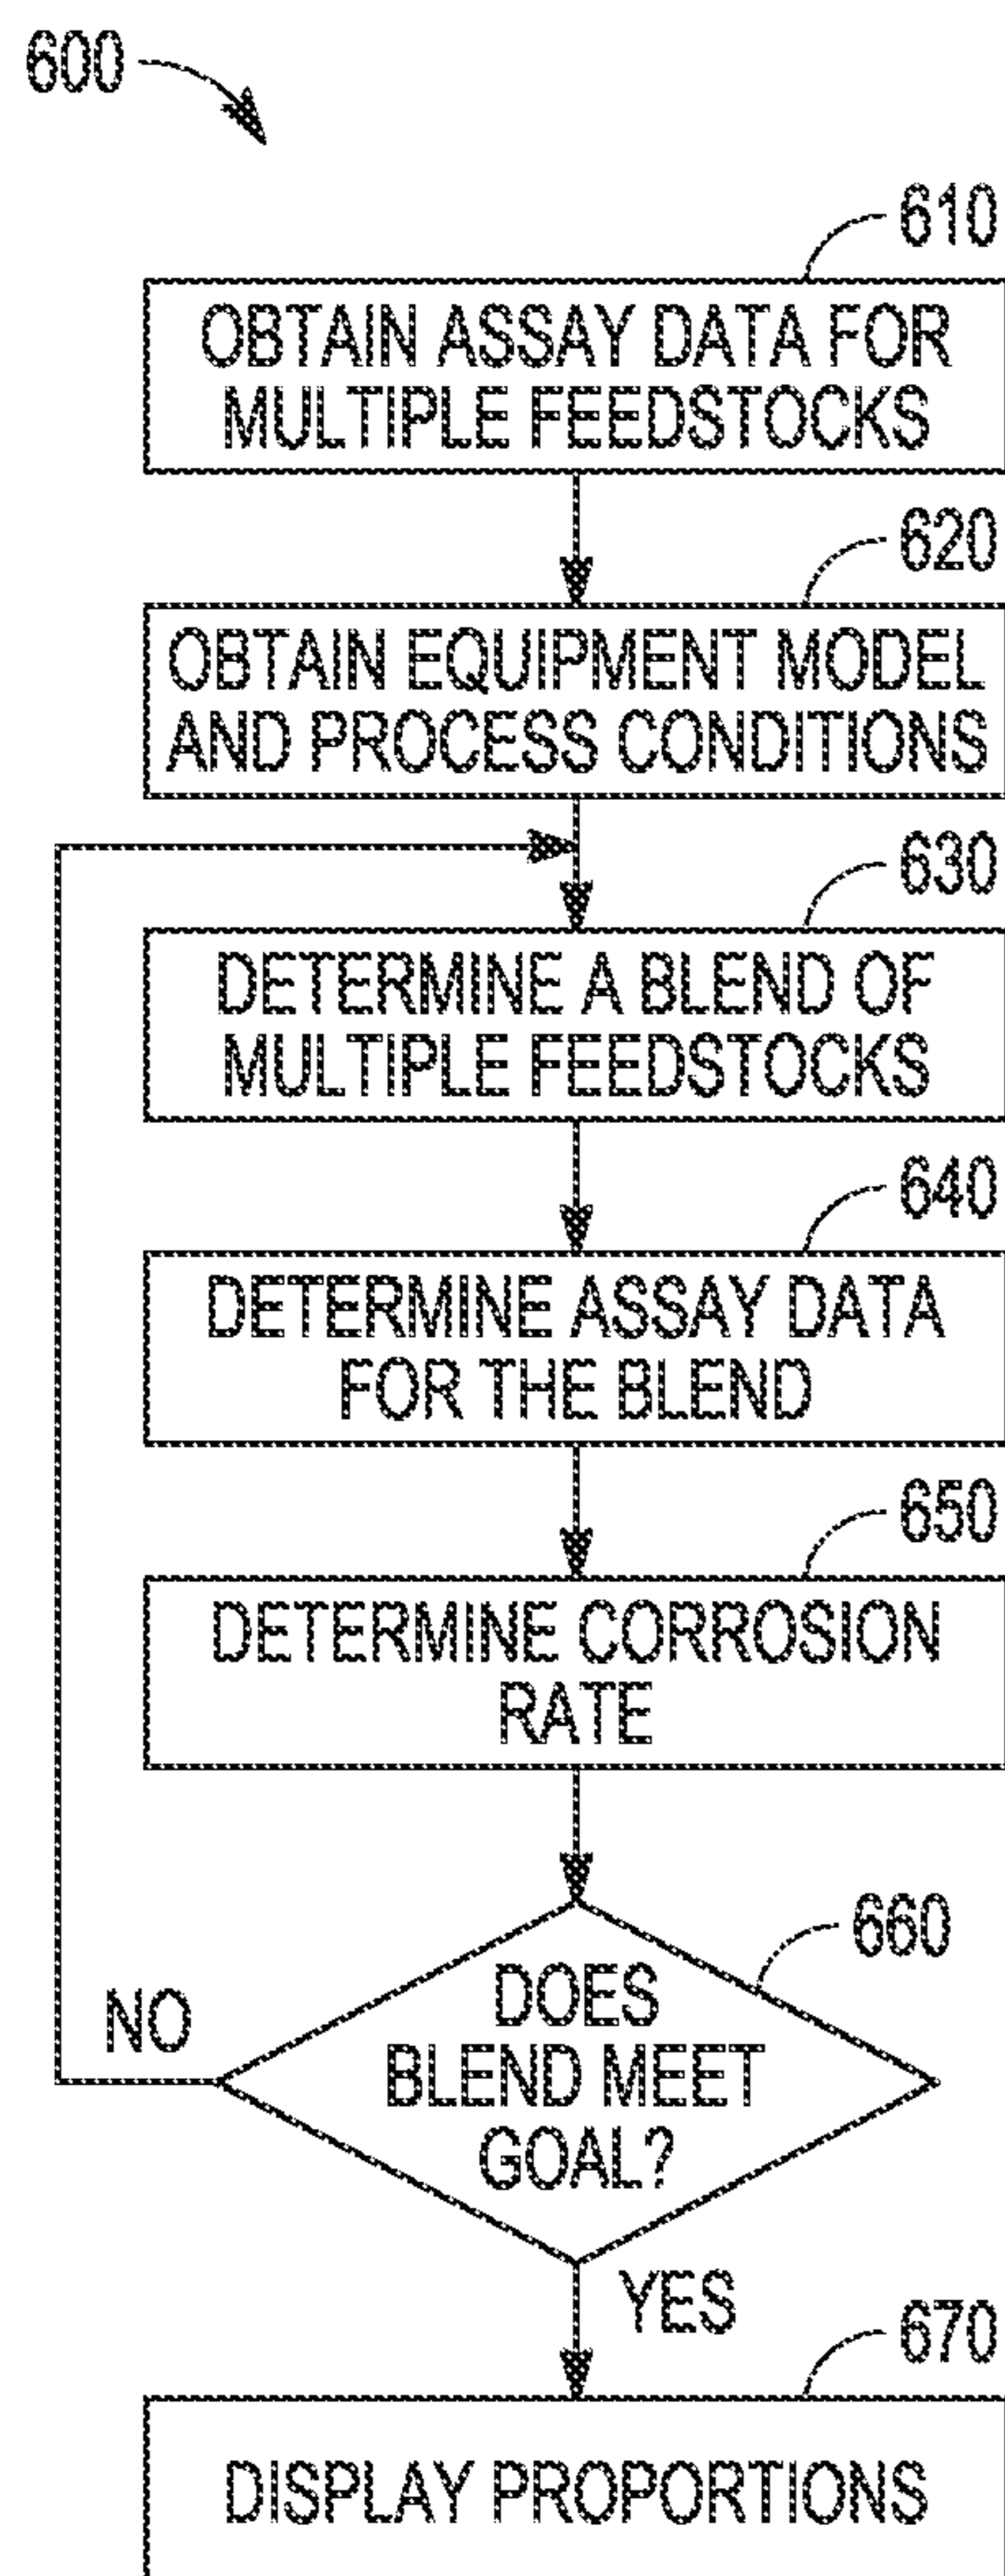 600
610
OBTAIN ASSAY DATA FOR
MULTIPLE FEEDSTOCKS
620
OBTAIN EQUIPMENT MODEL
AND PROCESS CONDITIONS
630
DETERMINE A BLEND OF
MULTIPLE FEEDSTOCKS
640
DETERMINE ASSAY DATA
FOR THE BLEND
650
DETERMINE CORROSION
RATE
660
DOES
BLEND MEET
GOAL?
NO
YES
670
DISPLAY PROPORTIONS